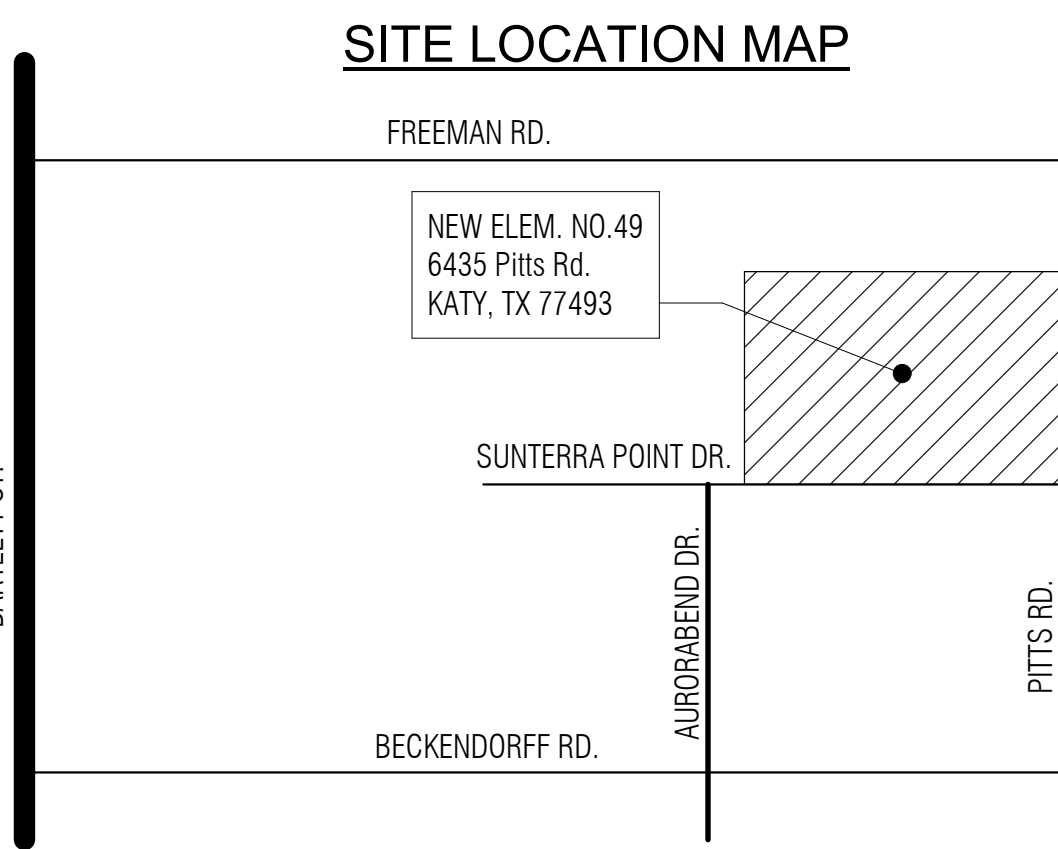 SITE LOCATION MAP
FREEMAN RD.
NEW ELEM. NO.49
6435 Pitts Rd.
KATY, TX 77493
SUNTERRA POINT DR.
AURORABEND DR.
PITTS RD.
BECKENDORFF RD.